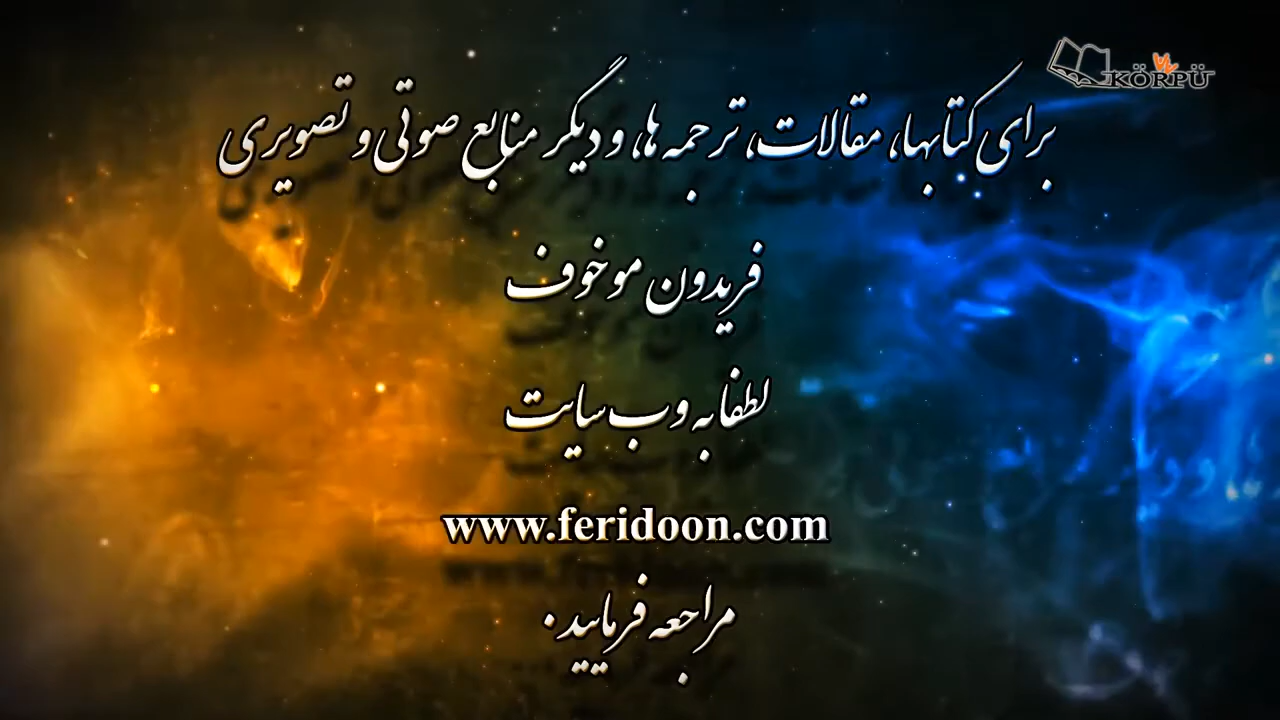 KÖRPÜ
برای کتابها، مقالات، ترجمه ها، و دیگر منابع صوتی و تصویری
فریدون موخوف
لطفا به وب سایت
www.feridoon.com
مراجعه فرمایید.